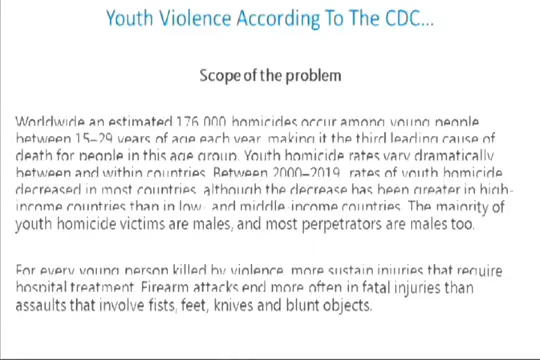 Youth Violence According To The CDC...
Scope of the problem
Worldwide an estimated 176 000 homicides occur among young people
between 15–29 years of age each year, making it the third leading cause of
death for people in this age group. Youth homicide rates vary dramatically
between and within countries. Between 2000–2019, rates of youth homicide
decreased in most countries, although the decrease has been greater in high-
income countries than in low- and middle-income countries. The majority of
youth homicide victims are males, and most perpetrators are males too.
For every young person killed by violence, more sustain injuries that require
hospital treatment. Firearm attacks end more often in fatal injuries than
assaults that involve fists, feet, knives and blunt objects.